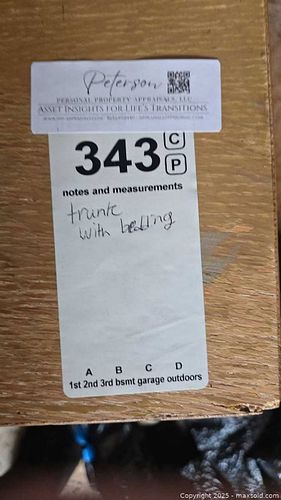 Peterson
PERSONAL PROPERTY APPRAISALS, LLC
ASSET INSIGHTS FOR LIFE'S TRANSITIONS
343 C
P
notes and measurements
trunk
with bedding
A B C D
1st 2nd 3rd bsmt garage outdoors
Copyright 2025 - maxsold.com